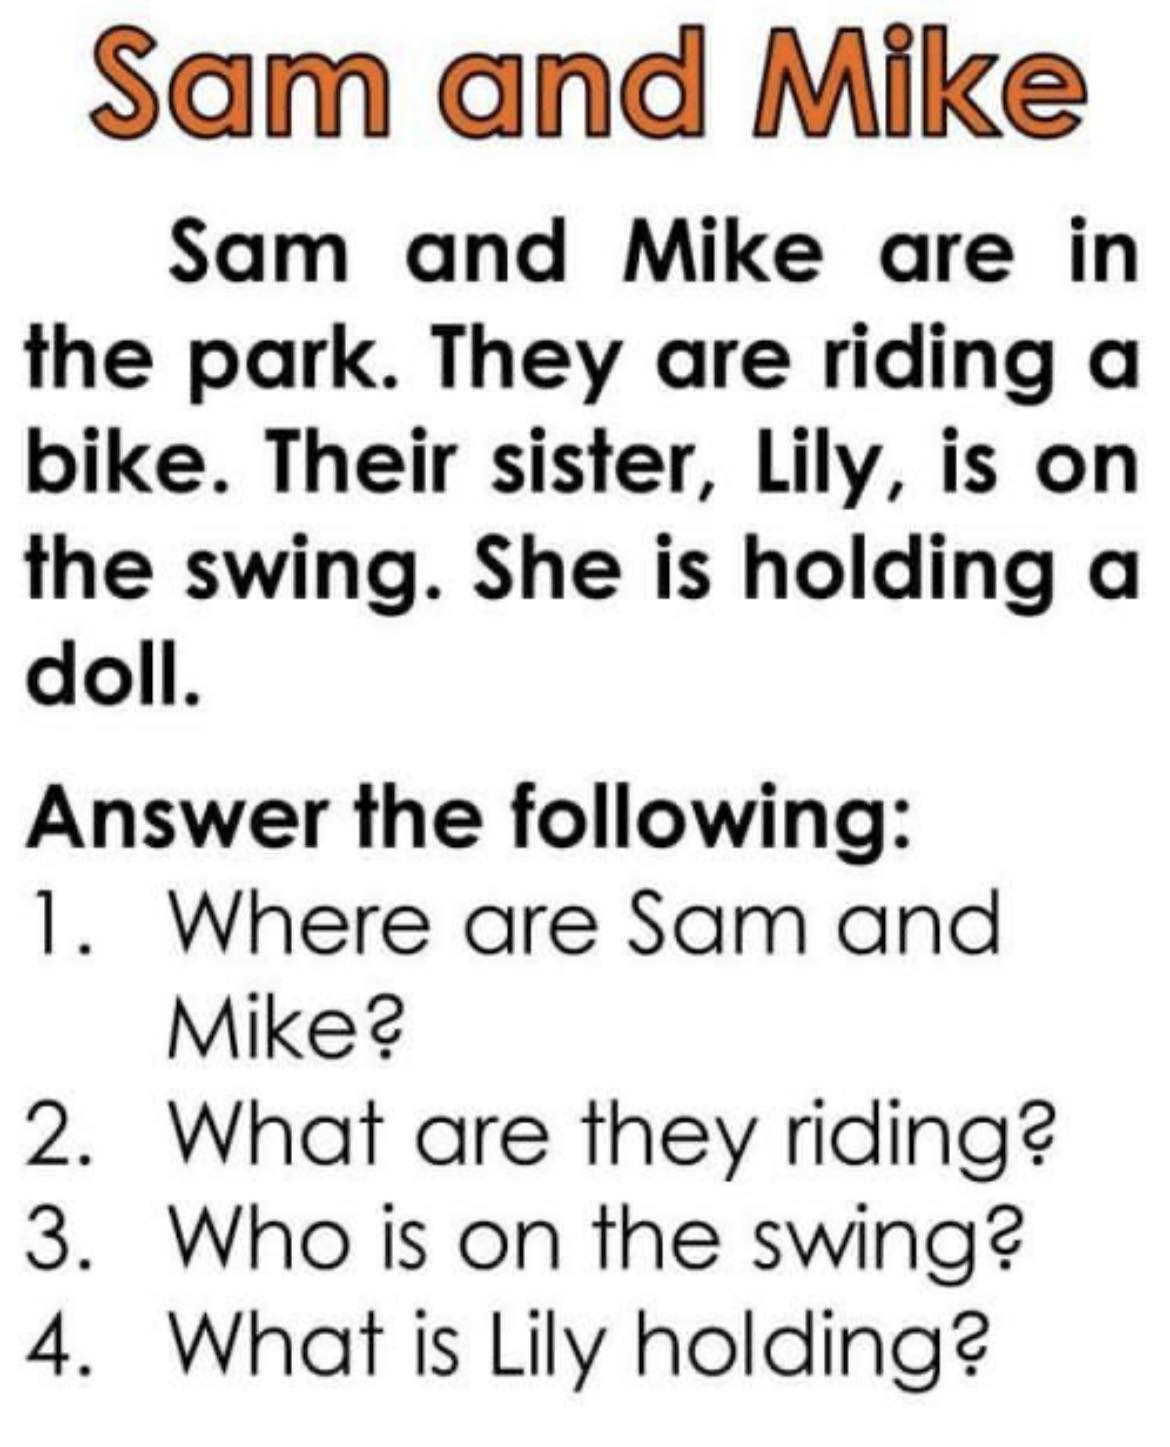 Sam and Mike
Sam and Mike are in
the park. They are riding a
bike. Their sister, Lily, is on
the swing. She is holding a
doll.
Answer the following:
1. Where are Sam and
Mike?
2. What are they riding?
3. Who is on the swing?
4. What is Lily holding?